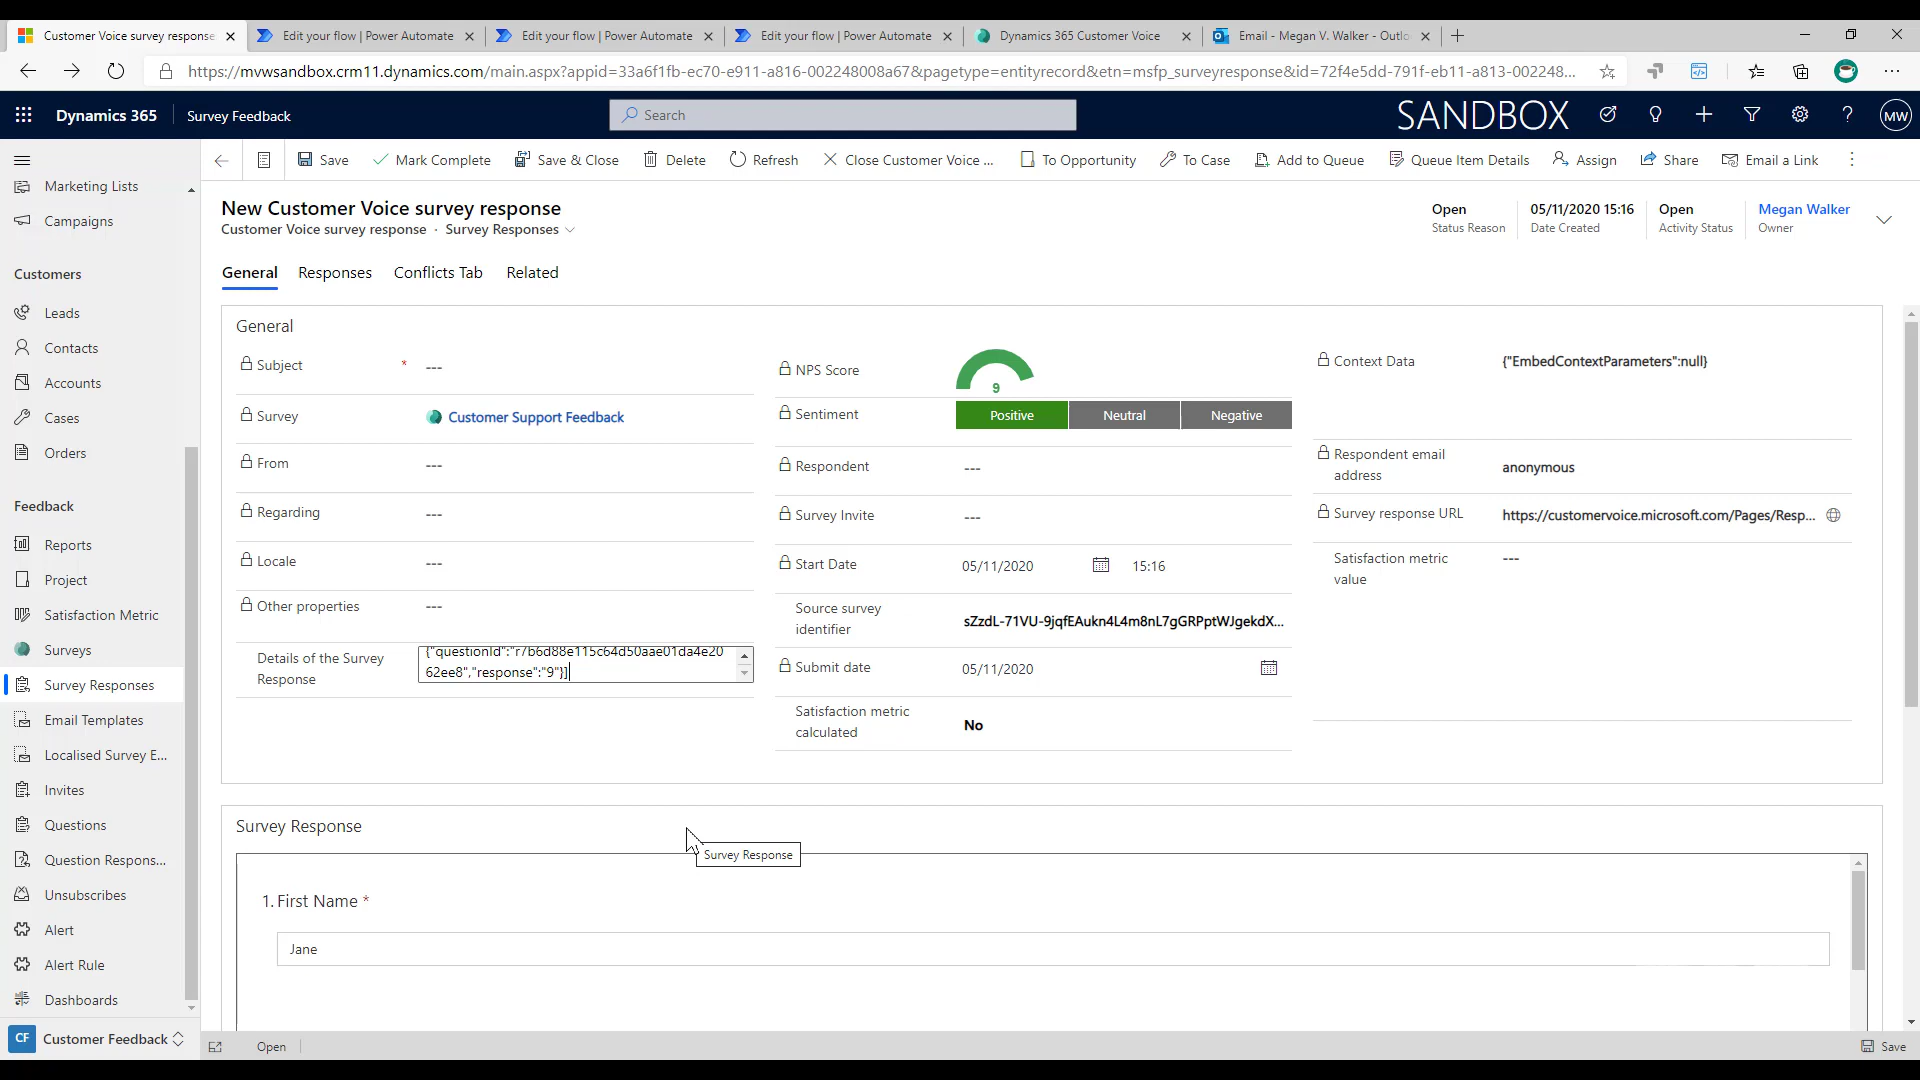 Customer Voice survey response
Edit your flow | Power Automate
Edit your flow | Power Automate
Edit your flow | Power Automate
Dynamics 365 Customer Voice
Email - Megan V. Walker - Outlo
https://mvwsandbox.crm11.dynamics.com/main.aspx?appid=33a6f1fb-ec70-e911-a816-002248008a67&pagetype=entityrecord&etn=msfp_surveyresponse&id=72f4e5dd-791f-eb11-a813-002248...
Dynamics 365
Survey Feedback
Search
SANDBOX
MW
Save
Mark Complete
Save & Close
Delete
Refresh
Close Customer Voice ...
To Opportunity
To Case
Add to Queue
Queue Item Details
Assign
Share
Email a Link
Marketing Lists
Campaigns
Customers
Leads
Contacts
Accounts
Cases
Orders
Feedback
Reports
Project
Satisfaction Metric
Surveys
Survey Responses
Email Templates
Localised Survey E...
Invites
Questions
Question Respons...
Unsubscribes
Alert
Alert Rule
Dashboards
CF
Customer Feedback
New Customer Voice survey response
Customer Voice survey response · Survey Responses
Open
Status Reason
05/11/2020 15:16
Date Created
Open
Activity Status
Megan Walker
Owner
General
Responses
Conflicts Tab
Related
General
Subject
*
---
Survey
Customer Support Feedback
From
---
Regarding
---
Locale
---
Other properties
---
Details of the Survey
Response
{"questionId":"r7b6d88e115c64d50aae01da4e20
62ee8","response":"9"}]
NPS Score
9
Sentiment
Positive
Neutral
Negative
Respondent
---
Survey Invite
---
Start Date
05/11/2020
15:16
Source survey
identifier
sZzdL-71VU-9jqfEAukn4L4m8nL7gGRPptWJgekdX...
Submit date
05/11/2020
Satisfaction metric
calculated
No
Context Data
{"EmbedContextParameters":null}
Respondent email
address
anonymous
Survey response URL
https://customervoice.microsoft.com/Pages/Resp...
Satisfaction metric
value
---
Survey Response
Survey Response
1. First Name *
Jane
Open
Save